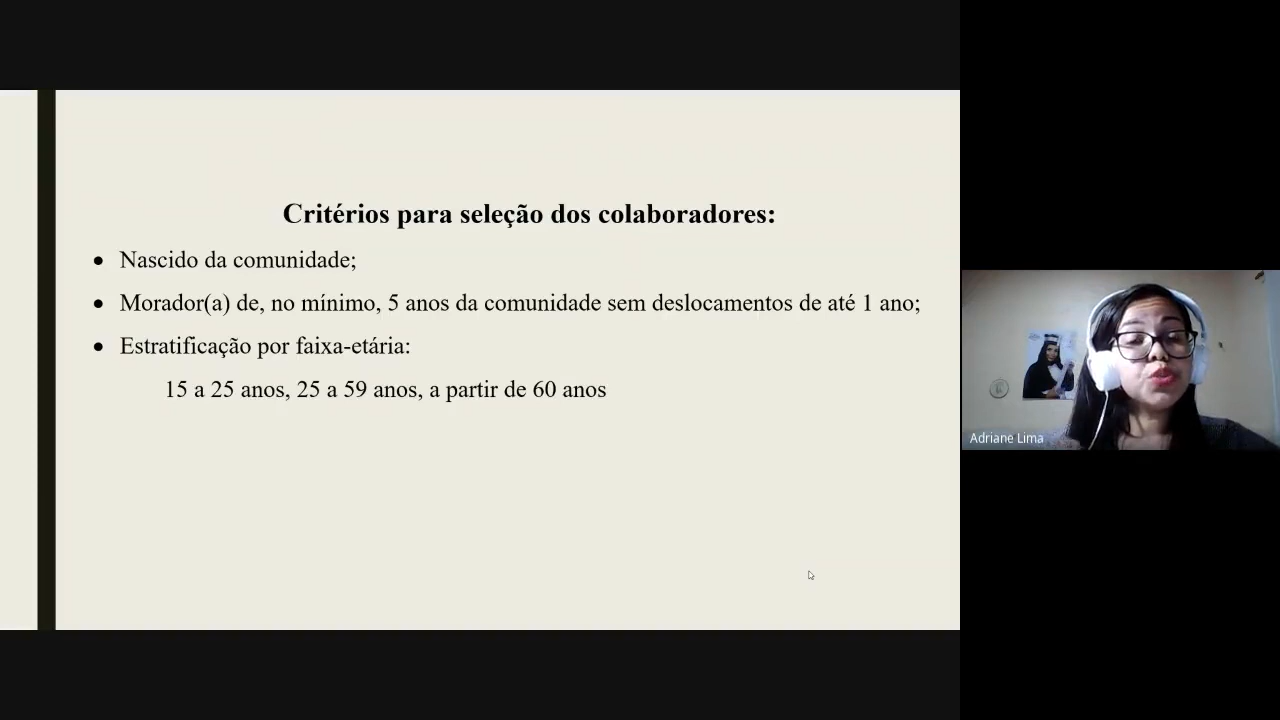 Critérios para seleção dos colaboradores:
• Nascido da comunidade;
• Morador(a) de, no mínimo, 5 anos da comunidade sem deslocamentos de até 1 ano;
• Estratificação por faixa-etária:
15 a 25 anos, 25 a 59 anos, a partir de 60 anos
Adriane Lima